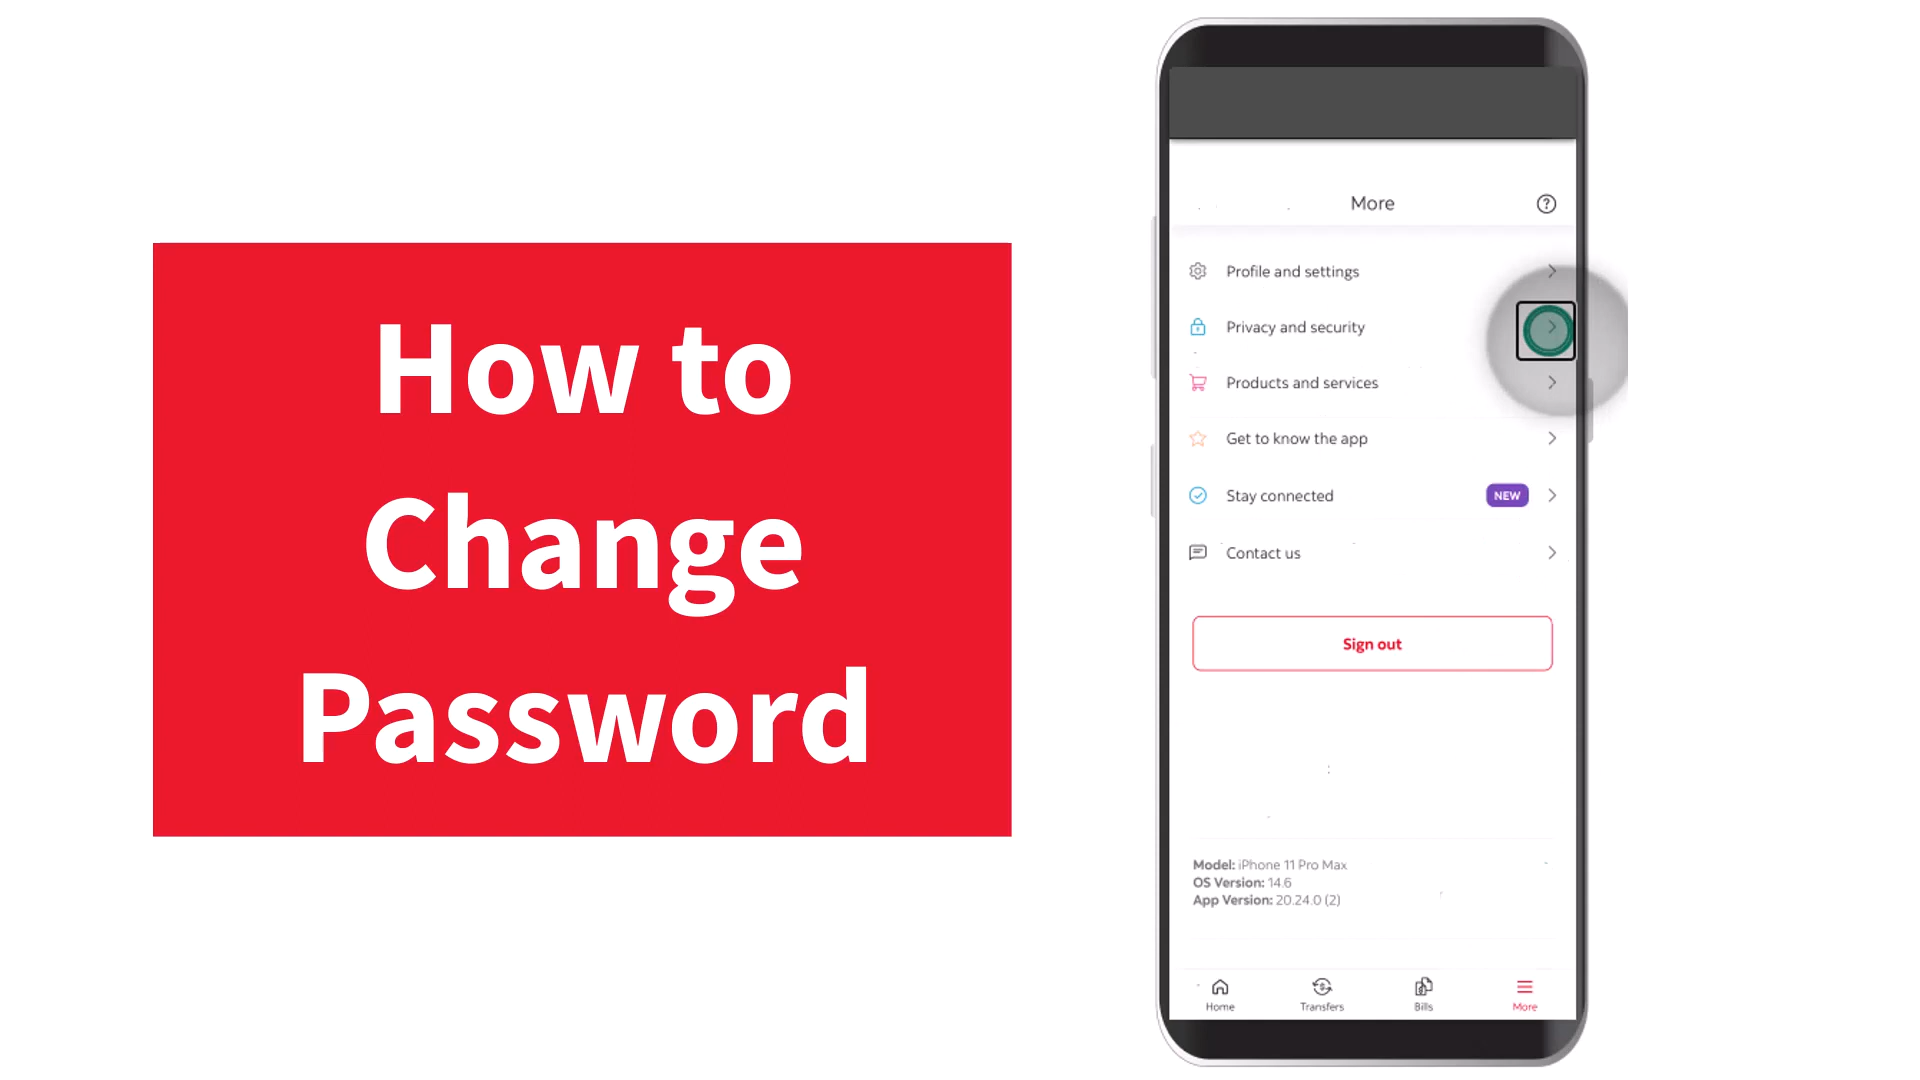 How to
Change
Password
More
Profile and settings
Privacy and security
Products and services
Get to know the app
Stay connected
NEW
Contact us
Sign out
Model: iPhone 11 Pro Max
OS Version: 14.6
App Version: 20.24.0 (2)
Home
Transfers
Bills
More